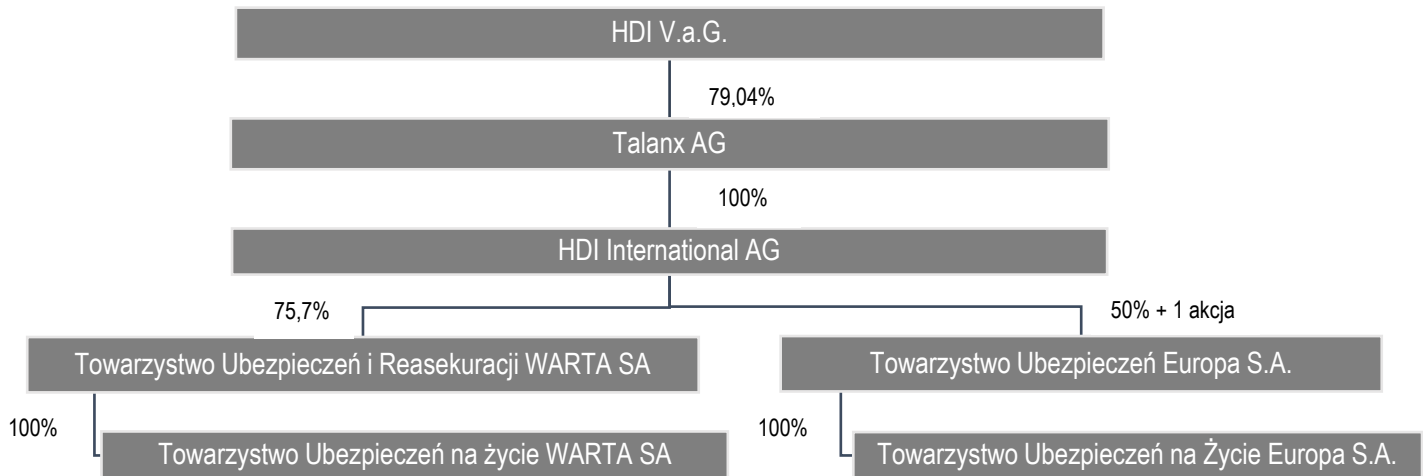 HDI V.a.G.
79,04%
Talanx AG
100%
HDI International AG
75,7%
50% + 1 akcja
Towarzystwo Ubezpieczeń i Reasekuracji WARTA SA
Towarzystwo Ubezpieczeń Europa S.A.
100%
100%
Towarzystwo Ubezpieczeń na życie WARTA SA
Towarzystwo Ubezpieczeń na Życie Europa S.A.